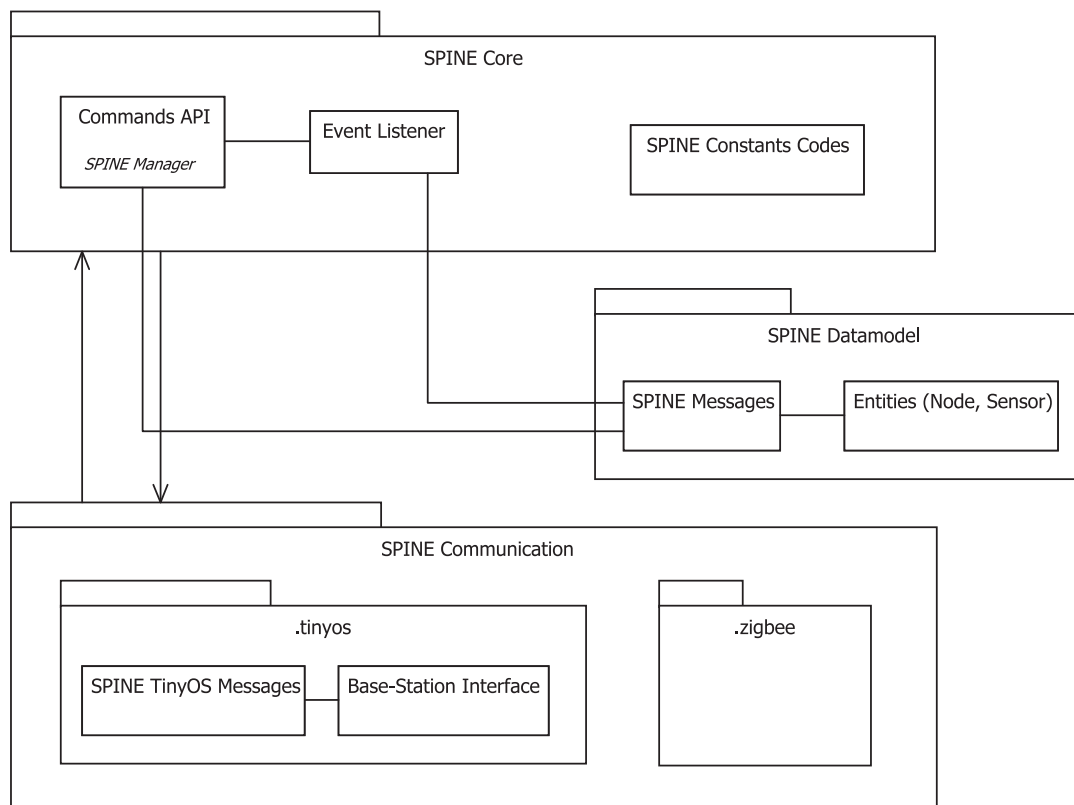 SPINE Core
Commands API
SPINE Manager
Event Listener
SPINE Constants Codes
SPINE Datamodel
SPINE Messages
Entities (Node, Sensor)
SPINE Communication
.tinyos
SPINE TinyOS Messages
Base-Station Interface
.zigbee